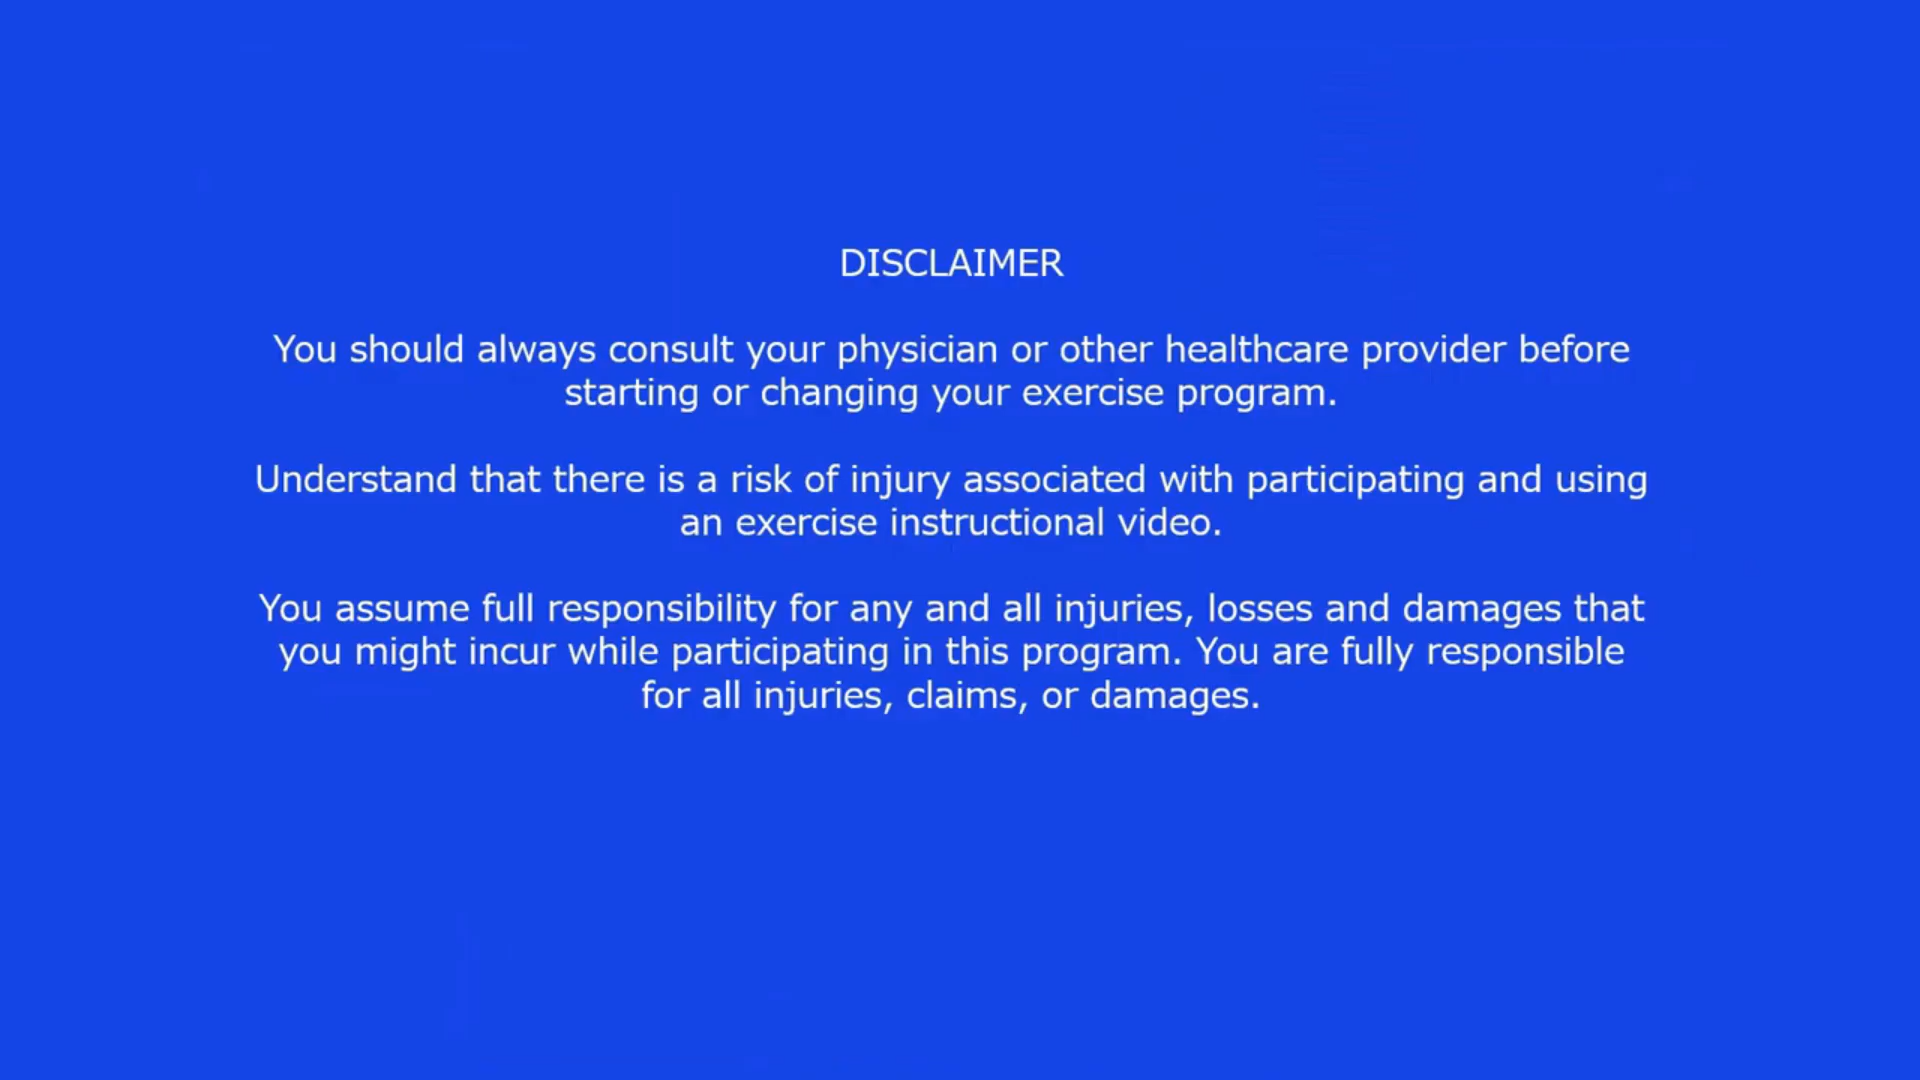 DISCLAIMER
You should always consult your physician or other healthcare provider before
starting or changing your exercise program.
Understand that there is a risk of injury associated with participating and using
an exercise instructional video.
You assume full responsibility for any and all injuries, losses and damages that
you might incur while participating in this program. You are fully responsible
for all injuries, claims, or damages.